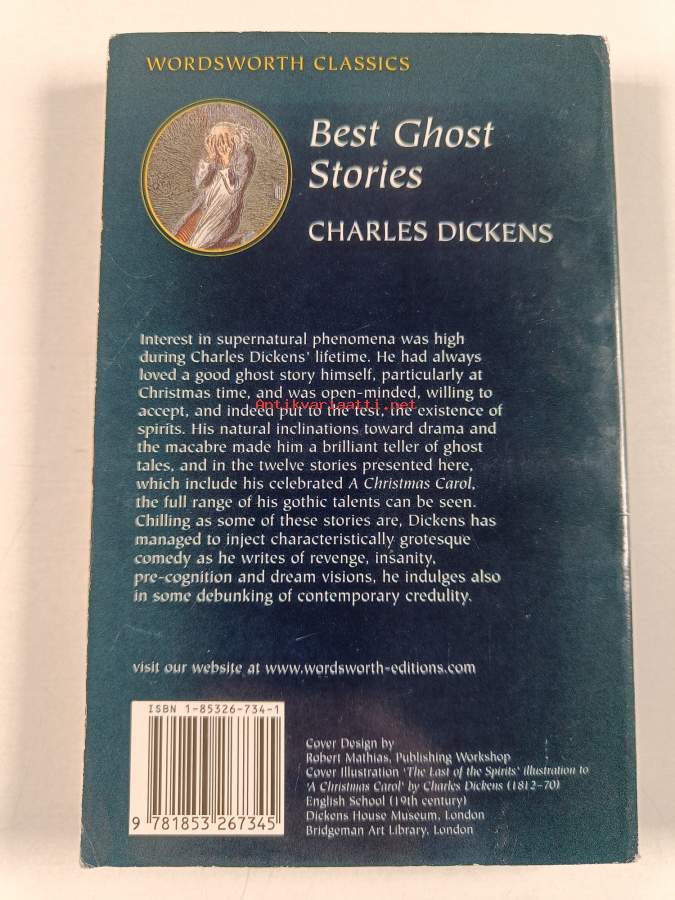 WORDSWORTH CLASSICS
Best Ghost
Stories
CHARLES DICKENS
Interest in supernatural phenomena was high
during Charles Dickens' lifetime. He had always
loved a good ghost story himself, particularly at
Christmas time, and was open-minded, willing to
accept, and indeed put to the test, the existence of
Antikvariaatti.net
spirits. His natural inclinations toward drama and
the macabre made him a brilliant teller of ghost
tales, and in the twelve stories presented here,
which include his celebrated A Christmas Carol,
the full range of his gothic talents can be seen.
Chilling as some of these stories are, Dickens has
managed to inject characteristically grotesque
comedy as he writes of revenge, insanity,
pre-cognition and dream visions, he indulges also
in some debunking of contemporary credulity.
visit our website at www.wordsworth-editions.com
ISBN 1-85326-734-1
9 781853 267345
Cover Design by
Robert Mathias, Publishing Workshop
Cover Illustration 'The Last of the Spirits' illustration to
'A Christmas Carol' by Charles Dickens (1812-70)
English School (19th century)
Dickens House Museum, London
Bridgeman Art Library, London